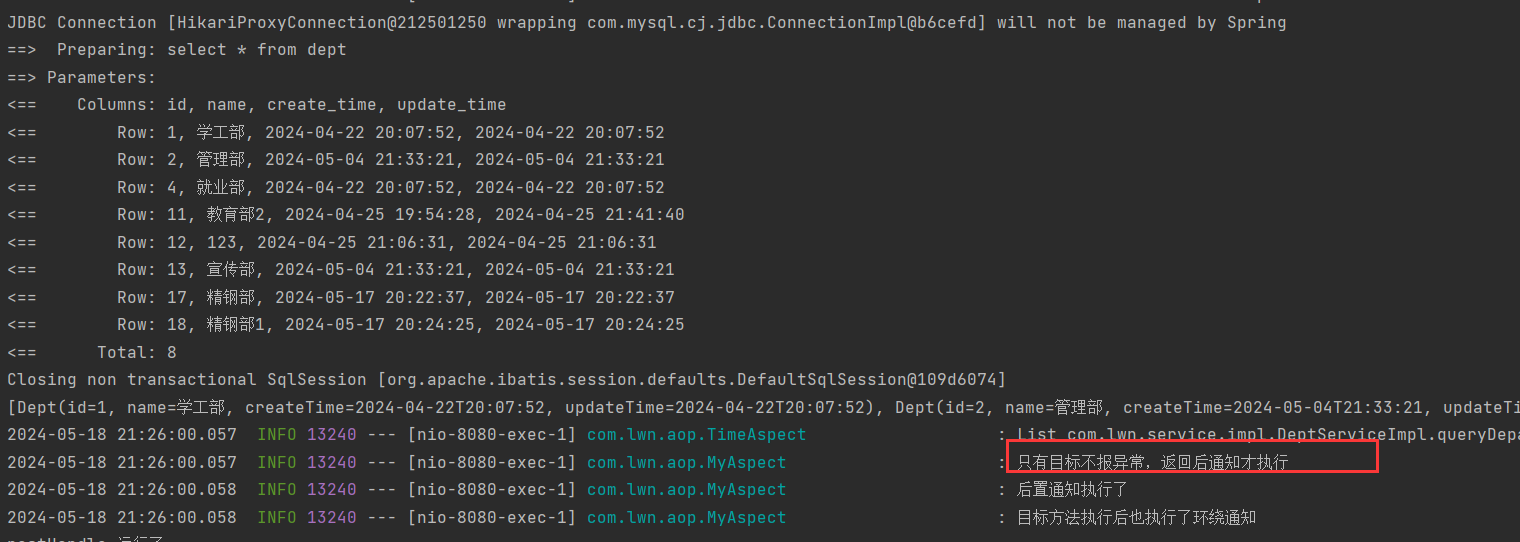 JDBC Connection [HikariProxyConnection@212501250 wrapping com.mysql.cj.jdbc.ConnectionImpl@b6cefd] will not be managed by Spring
==>  Preparing: select * from dept
==> Parameters:
<==    Columns: id, name, create_time, update_time
<==        Row: 1, 学工部, 2024-04-22 20:07:52, 2024-04-22 20:07:52
<==        Row: 2, 管理部, 2024-05-04 21:33:21, 2024-05-04 21:33:21
<==        Row: 4, 就业部, 2024-04-22 20:07:52, 2024-04-22 20:07:52
<==        Row: 11, 教育部2, 2024-04-25 19:54:28, 2024-04-25 21:41:40
<==        Row: 12, 123, 2024-04-25 21:06:31, 2024-04-25 21:06:31
<==        Row: 13, 宣传部, 2024-05-04 21:33:21, 2024-05-04 21:33:21
<==        Row: 17, 精钢部, 2024-05-17 20:22:37, 2024-05-17 20:22:37
<==        Row: 18, 精钢部1, 2024-05-17 20:24:25, 2024-05-17 20:24:25
<==      Total: 8
Closing non transactional SqlSession [org.apache.ibatis.session.defaults.DefaultSqlSession@109d6074]
[Dept(id=1, name=学工部, createTime=2024-04-22T20:07:52, updateTime=2024-04-22T20:07:52), Dept(id=2, name=管理部, createTime=2024-05-04T21:33:21, updateTi
2024-05-18 21:26:00.057  INFO 13240 --- [nio-8080-exec-1] com.lwn.aop.TimeAspect                   : List com.lwn.service.impl.DeptServiceImpl.queryDepa
2024-05-18 21:26:00.057  INFO 13240 --- [nio-8080-exec-1] com.lwn.aop.MyAspect                     : 只有目标不报异常，返回后通知才执行
2024-05-18 21:26:00.058  INFO 13240 --- [nio-8080-exec-1] com.lwn.aop.MyAspect                     : 后置通知执行了
2024-05-18 21:26:00.058  INFO 13240 --- [nio-8080-exec-1] com.lwn.aop.MyAspect                     : 目标方法执行后也执行了环绕通知